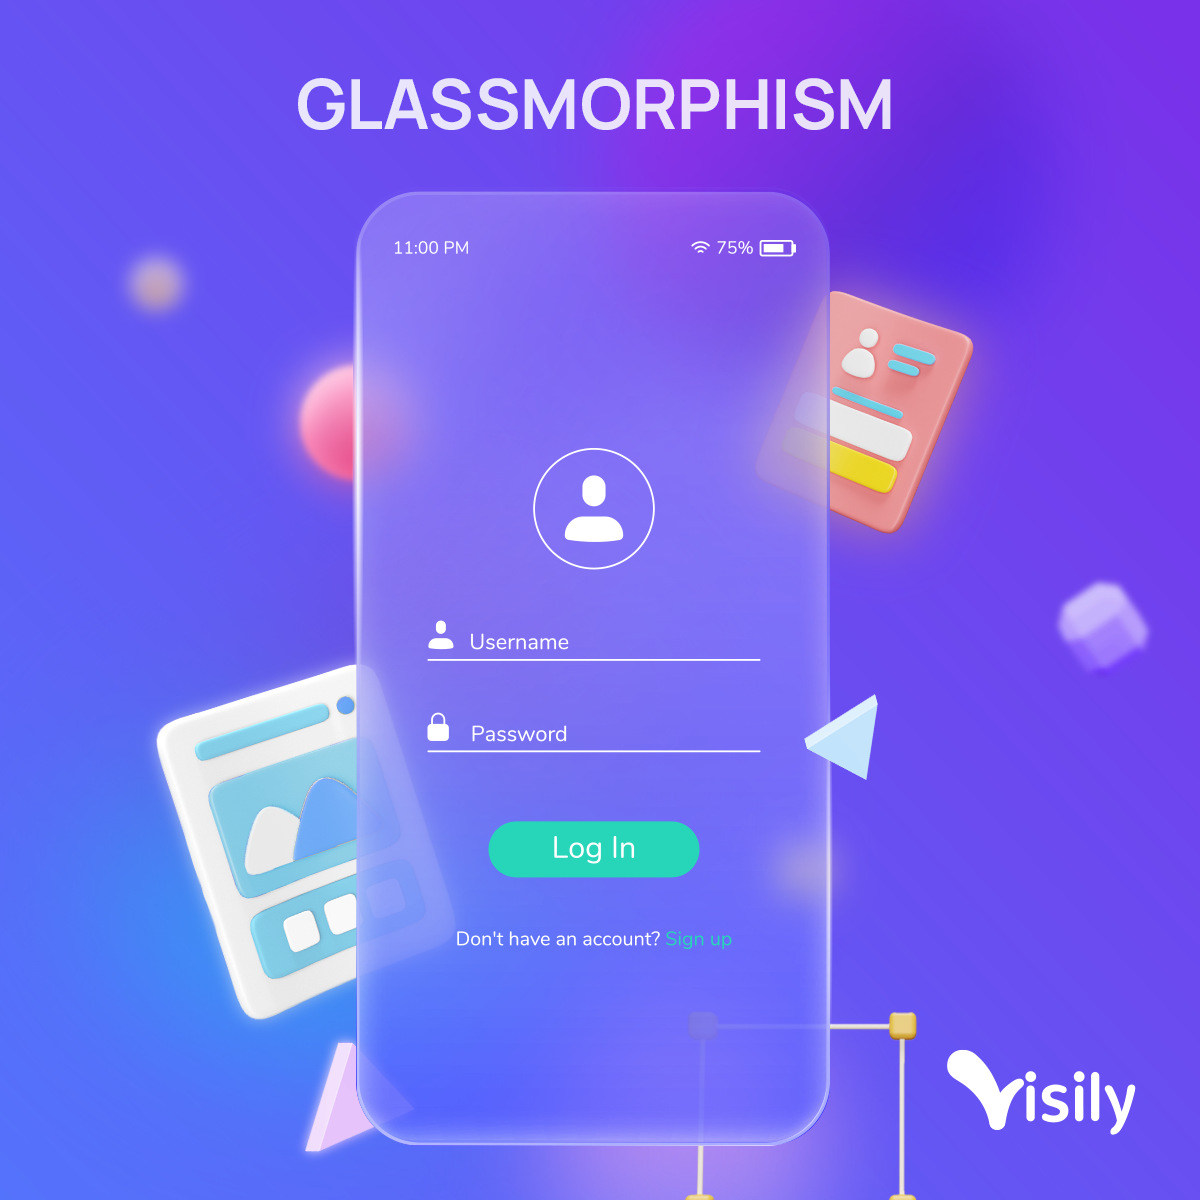 GLASSMORPHISM
11:00 PM 75%
Username
Password
Log In
Don't have an account? Sign up
Visily